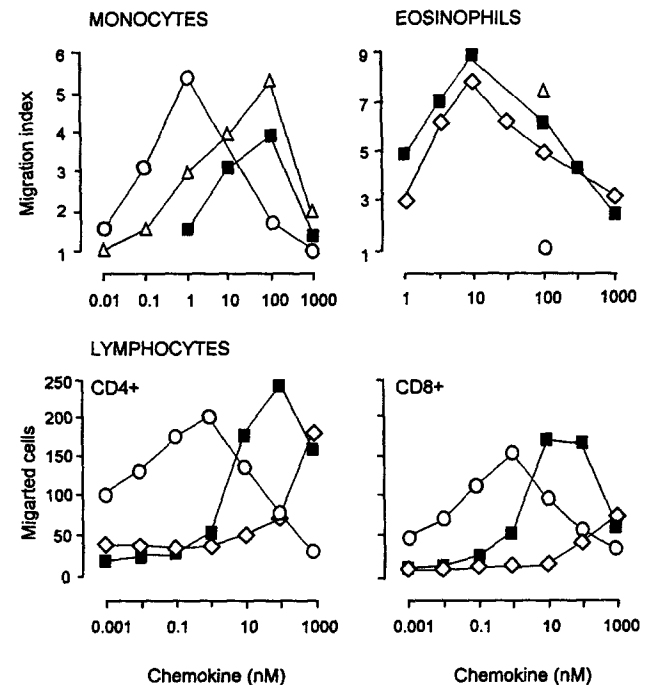 MONOCYTES
EOSINOPHILS
Migration index
6
5
4
3
2
1
0.01 0.1 1 10 100 1000
9
7
5
3
1
1 10 100 1000
LYMPHOCYTES
CD4+
CD8+
Migarted cells
250
200
150
100
50
0
0.001 0.1 10 1000
0.001 0.1 10 1000
Chemokine (nM)
Chemokine (nM)